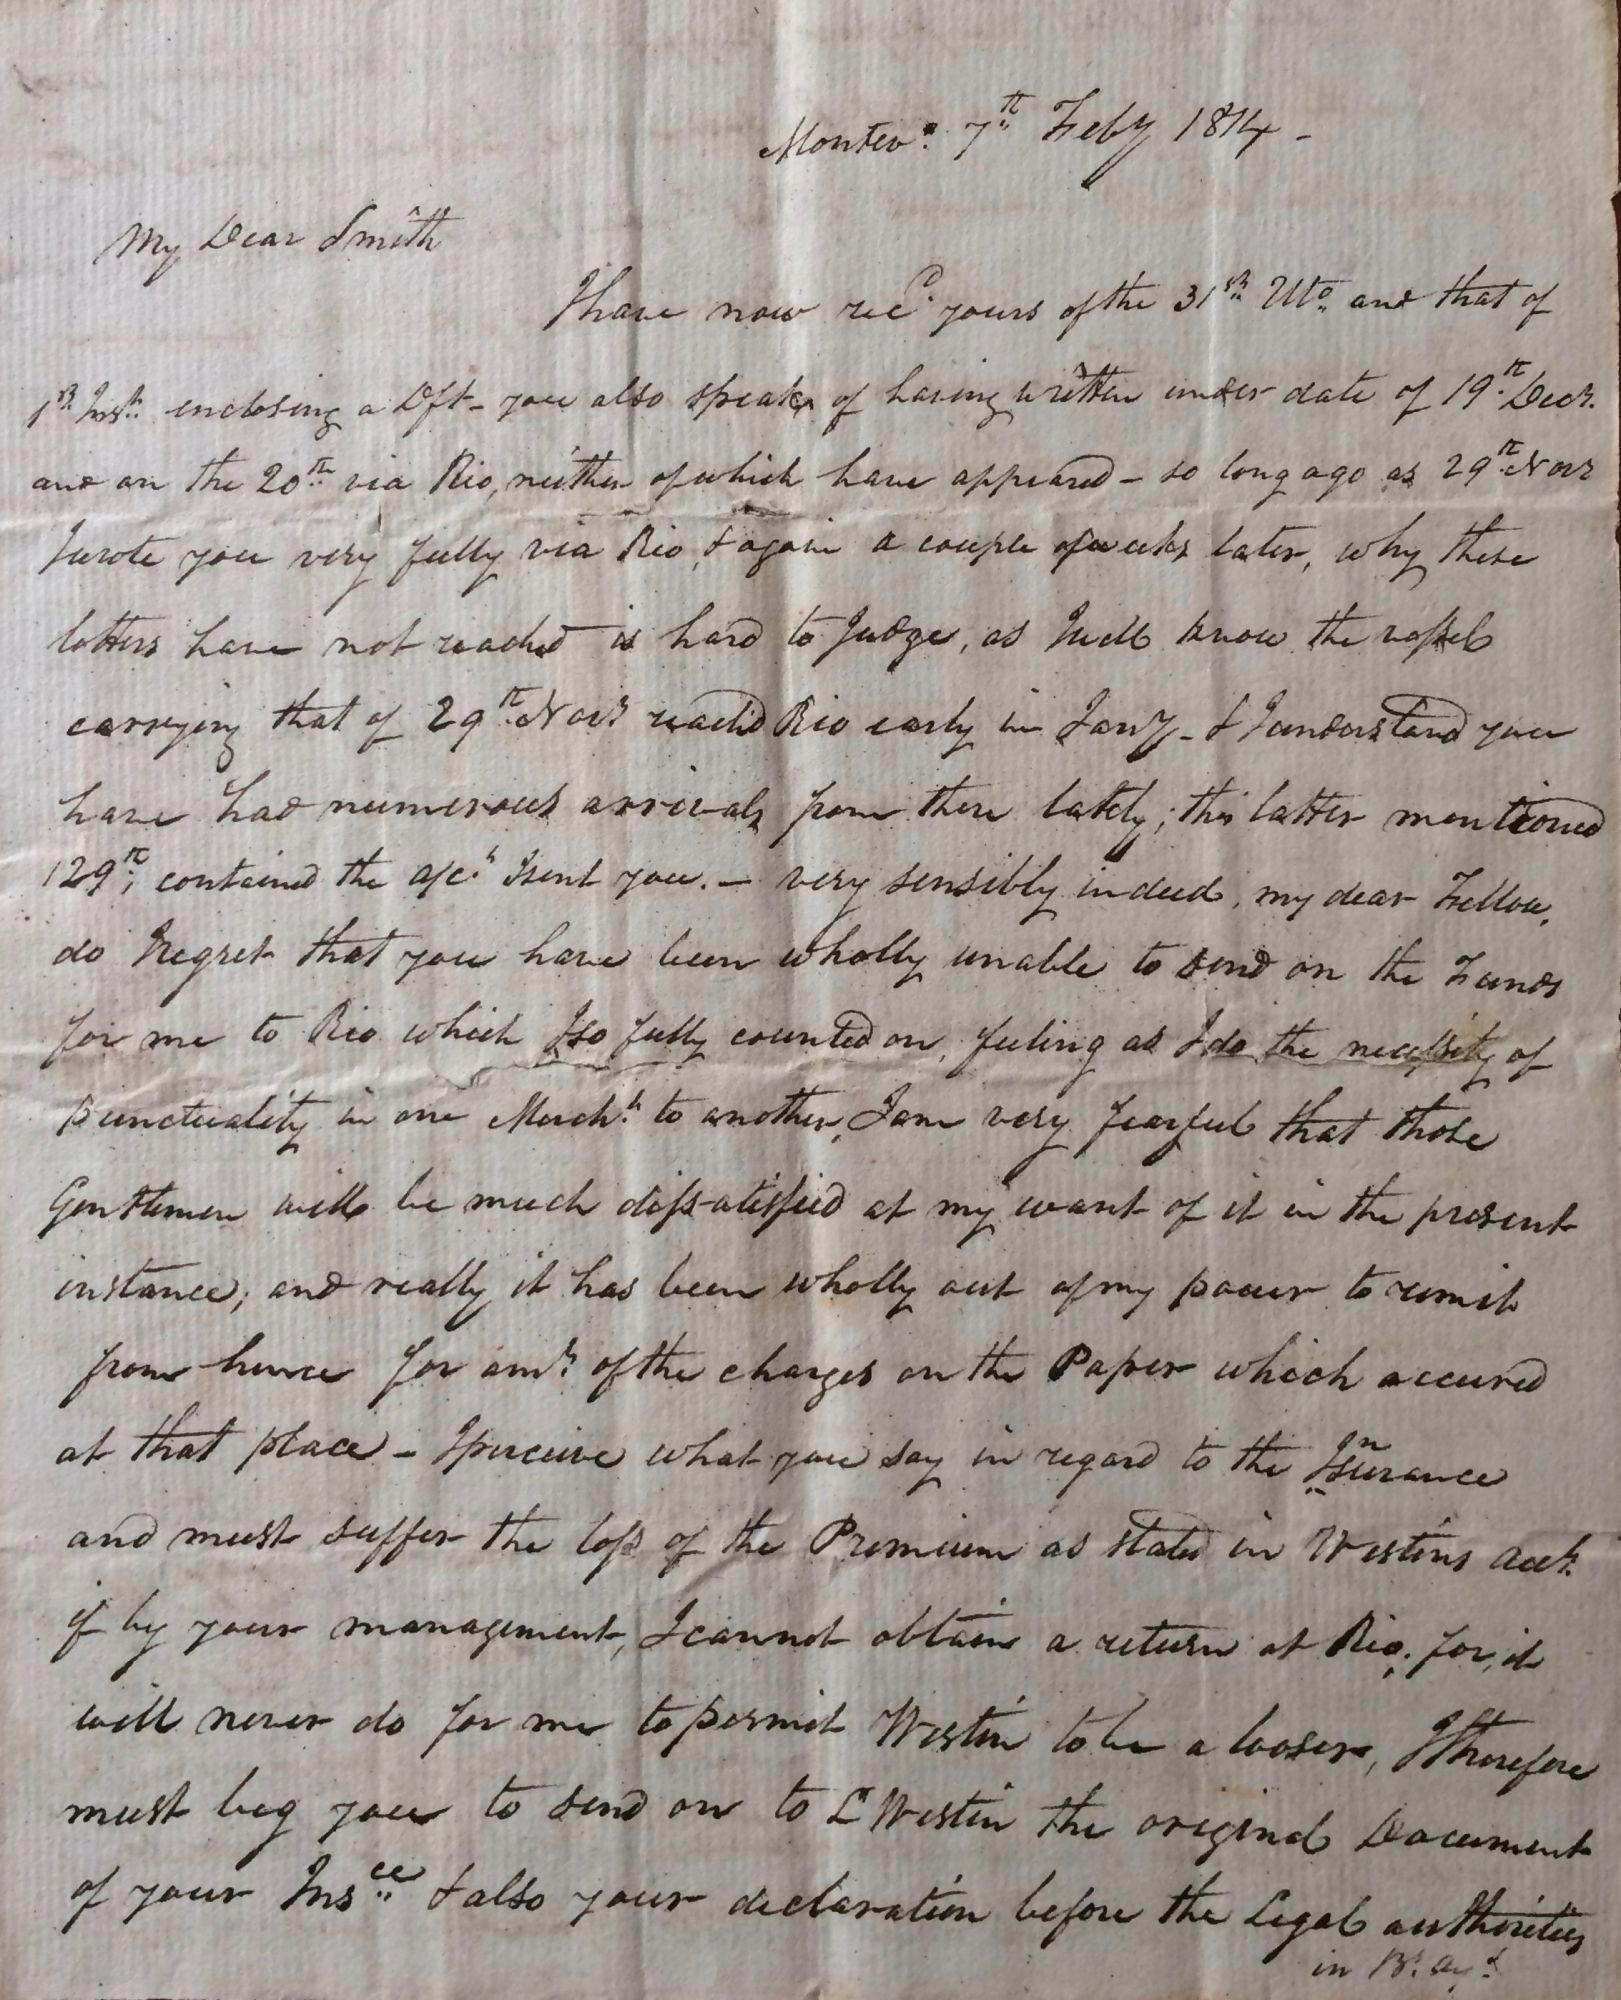 Montevo. 7th Feby 1814 -
My Dear Smith
I have now recd. yours of the 31st Ulto. and that of
1st Inst. enclosing a Dft - you also speak of having written under date of 19th Decr.
and on the 20th via Rio, neither of which have appeared - so long ago as 29th Novr
I wrote you very fully via Rio, & again a couple of weeks later, why these
letters have not reached is hard to Judge, as I well know the vessel
carrying that of 29th Novr reached Rio early in Jany - & I understand you
have had numerous arrivals from there lately; this latter mentioned
29th, contained the a/ct. I sent you. - very sensibly indeed, my dear Fellow,
do I regret that you have been wholly unable to send on the Funds
for me to Rio which I so fully counted on, feeling as I do the necessity of
punctuality in one Mercht. to another, I am very fearful that those
Gentlemen will be much dissatisfied at my want of it in the present
instance; and really it has been wholly out of my power to remit
from hence for amt. of the charges on the Paper which accured
at that place - I perceive what you say in regard to the Insurance
and must suffer the loss of the Premium as stated in Westins acct.
if by your management, I cannot obtain a return at Rio, for, it
will never do for me to permit Westin to be a looser, I therefore
must beg you to send on to L Westin the original Document
of your Insce & also your declaration before the Legal authorities
in Bs. Ays.